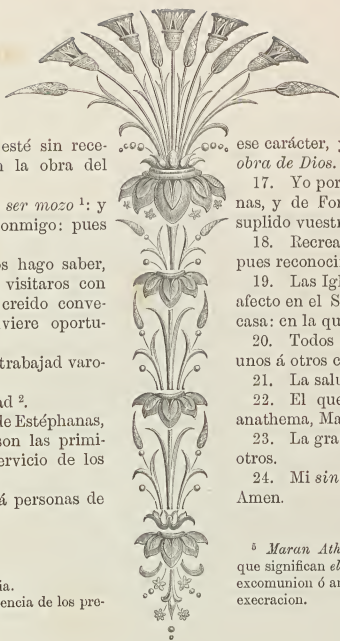 esté sin rece-
n la obra del
ser mozo ¹: y
onmigo: pues
s hago saber,
visitaros con
creido conve-
viere oportu-
trabajad varo-
ad ².
de Estéphanas,
son las primi-
ervicio de los
á personas de
ia.
encia de los pre-
ese carácter, y
obra de Dios.
17. Yo por
nas, y de For
suplido vuestr
18. Recrea
pues reconoci
19. Las Igl
afecto en el S
casa: en la qu
20. Todos
unos á otros c
21. La salu
22. El que
anathema, Ma
23. La gra
otros.
24. Mi sin
Amen.
⁵ Maran Ath
que significan el
excomunion ó an
execracion.